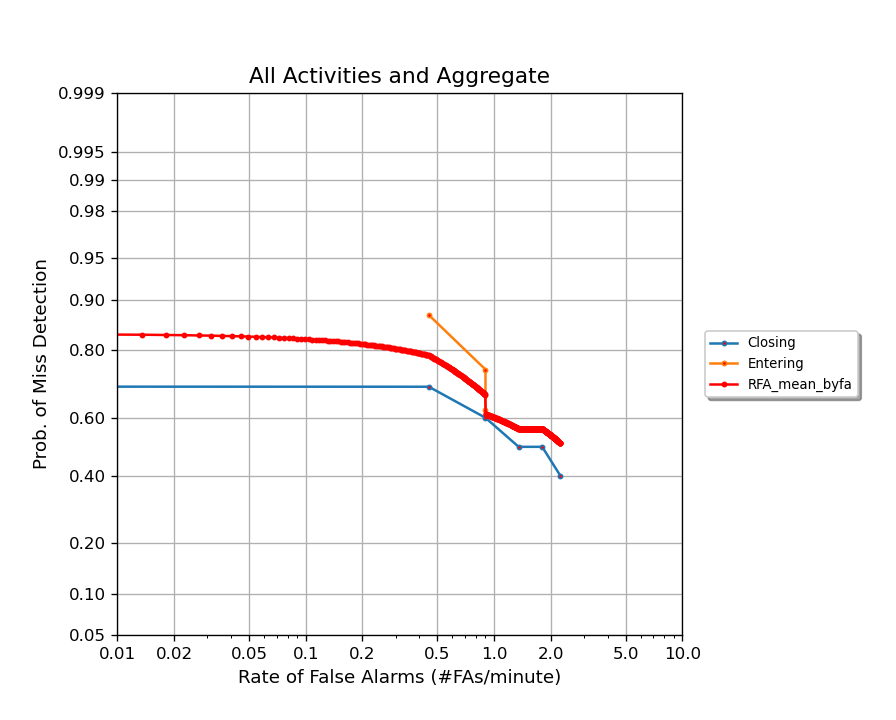 All Activities and Aggregate
0.999
0.995
0.99
0.98
0.95
0.90
0.80
0.60
0.40
0.20
0.10
0.05
Prob. of Miss Detection
0.01 0.02 0.05 0.1 0.2 0.5 1.0 2.0 5.0 10.0
Rate of False Alarms (#FAs/minute)
Closing
Entering
RFA_mean_byfa